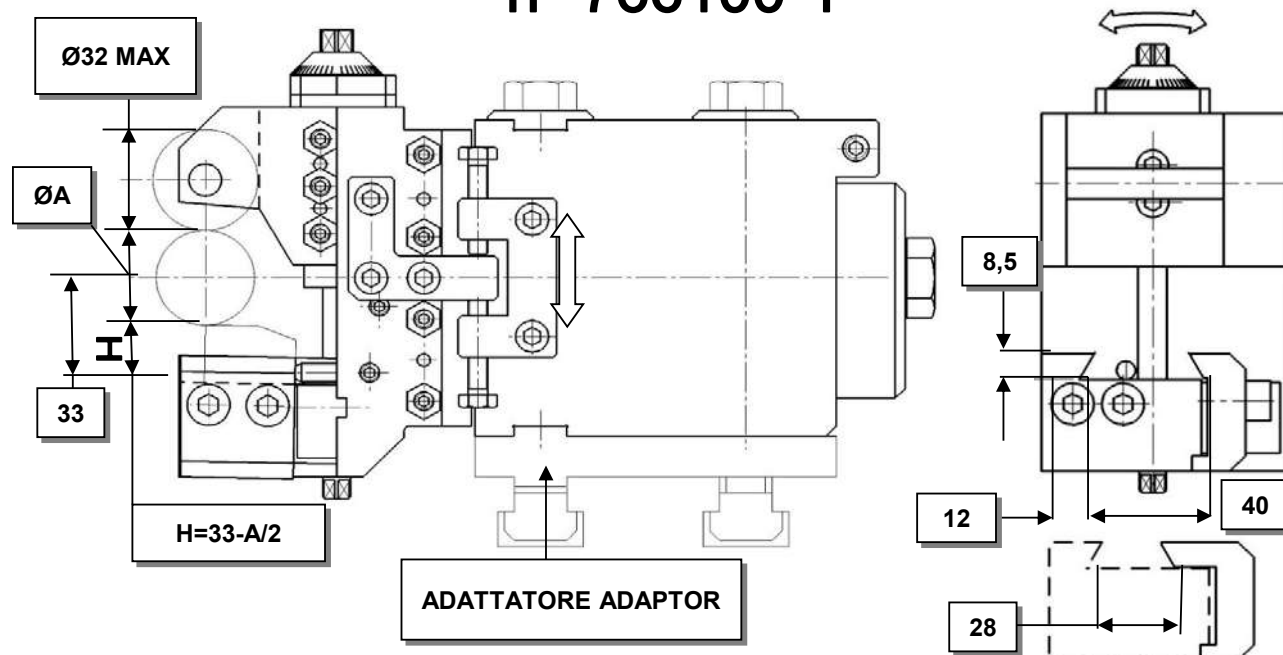 Ø32 MAX
ØA
H
33
H=33-A/2
ADATTATORE ADAPTOR
8,5
12
40
28